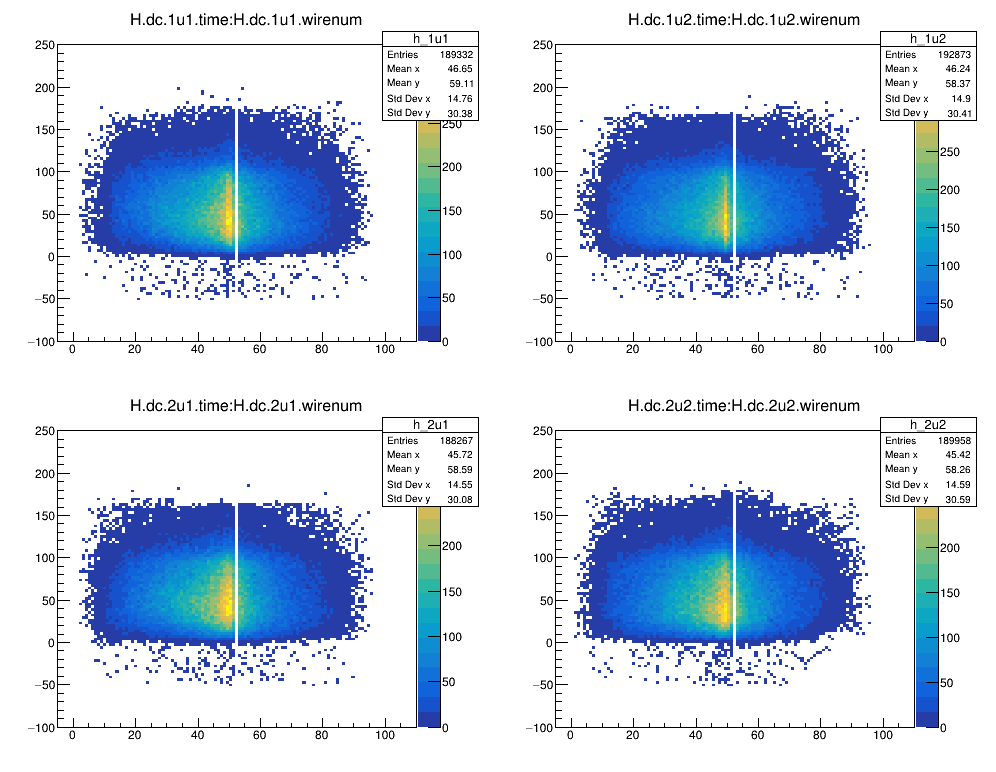 H.dc.1u1.time:H.dc.1u1.wirenum
h_1u1
Entries 189332
Mean x 46.65
Mean y 59.11
Std Dev x 14.76
Std Dev y 30.38
250
200
150
100
50
0
−50
−100
0 20 40 60 80 100
250
200
150
100
50
0
H.dc.1u2.time:H.dc.1u2.wirenum
h_1u2
Entries 192873
Mean x 46.24
Mean y 58.37
Std Dev x 14.9
Std Dev y 30.41
250
200
150
100
50
0
−50
−100
0 20 40 60 80 100
250
200
150
100
50
0
H.dc.2u1.time:H.dc.2u1.wirenum
h_2u1
Entries 188267
Mean x 45.72
Mean y 58.59
Std Dev x 14.55
Std Dev y 30.08
250
200
150
100
50
0
−50
−100
0 20 40 60 80 100
200
150
100
50
0
H.dc.2u2.time:H.dc.2u2.wirenum
h_2u2
Entries 189958
Mean x 45.42
Mean y 58.26
Std Dev x 14.59
Std Dev y 30.59
250
200
150
100
50
0
−50
−100
0 20 40 60 80 100
200
150
100
50
0